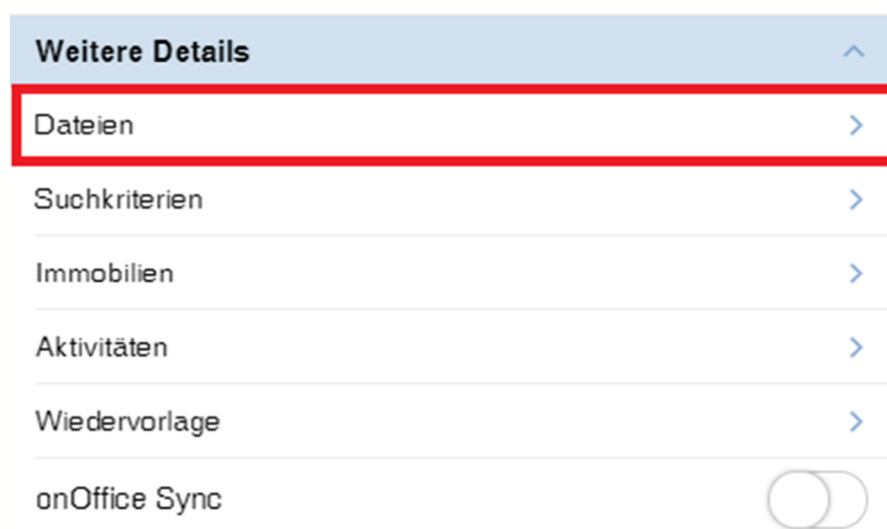 Weitere Details
Dateien
Suchkriterien
Immobilien
Aktivitäten
Wiedervorlage
onOffice Sync